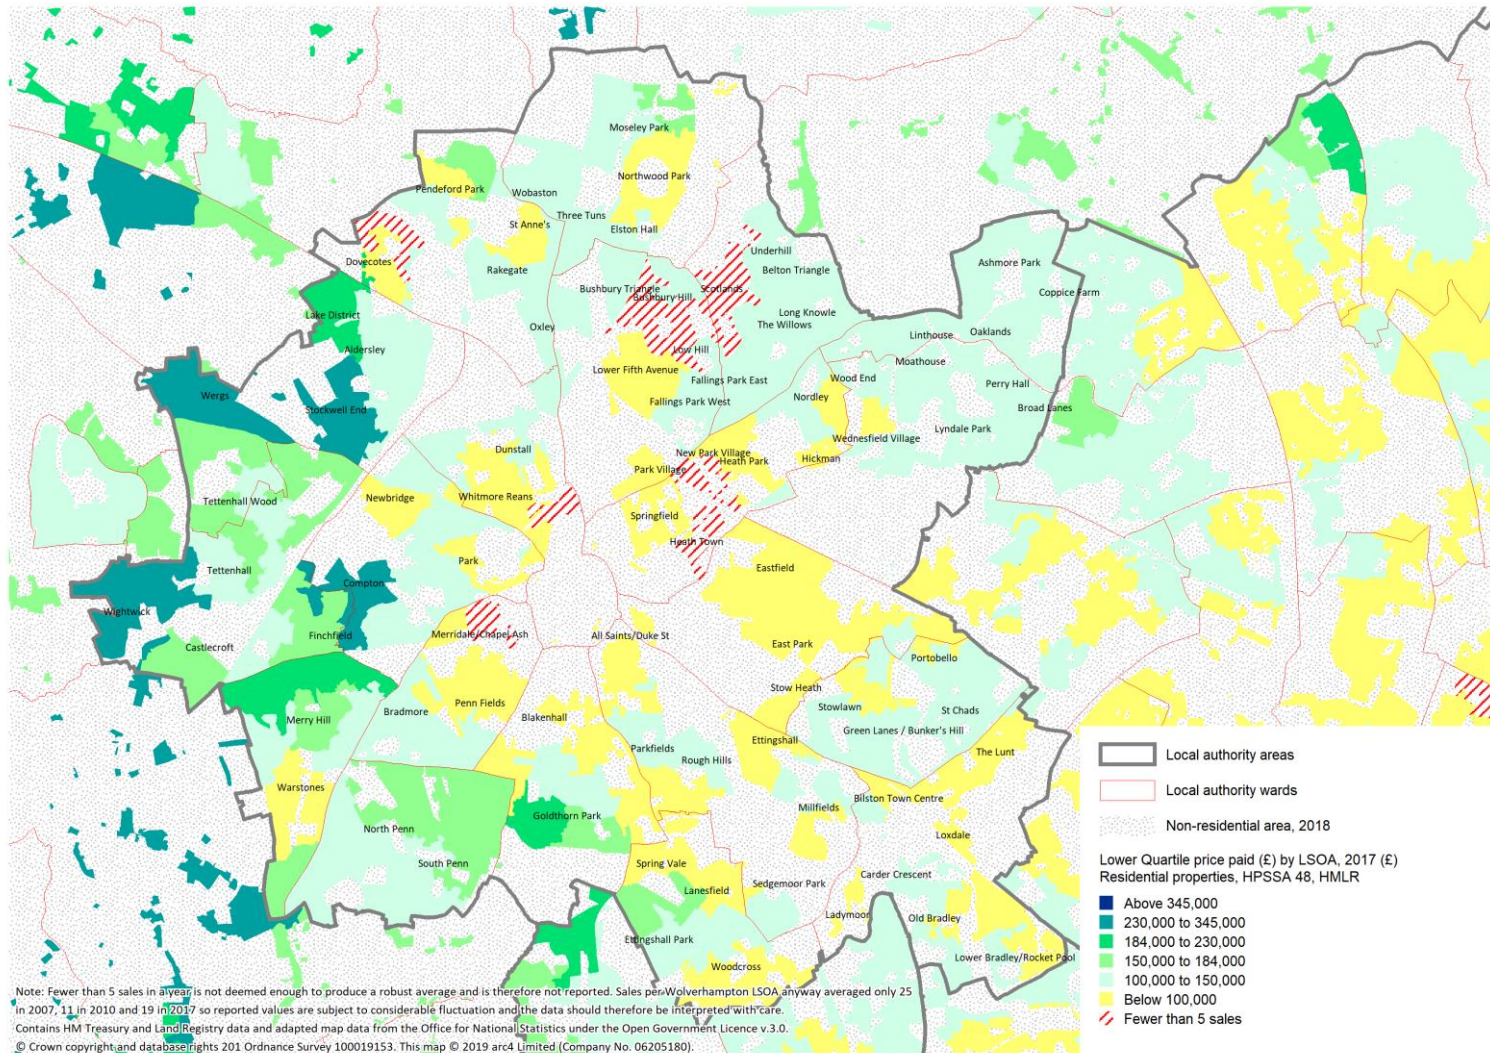 Moseley Park
Northwood Park
Pendeford Park
Wobaston
Three Tuns
St Anne's
Elston Hall
Underhill
Dovecotes
Rakegate
Belton Triangle
Ashmore Park
Bushbury Triangle
Scotlands
Bushbury Hill
Coppice Farm
Lake District
Long Knowle
Oxley
The Willows
Oaklands
Linthouse
Aldersley
Low Hill
Moathouse
Lower Fifth Avenue
Fallings Park East
Wood End
Perry Hall
Wergs
Nordley
Fallings Park West
Stockwell End
Broad Lanes
Lyndale Park
Wednesfield Village
Dunstall
New Park Village
Hickman
Heath Park
Park Village
Newbridge
Whitmore Reans
Tettenhall Wood
Springfield
Heath Town
Park
Eastfield
Tettenhall
Compton
Wightwick
Finchfield
Merridale/Chapel Ash
All Saints/Duke St
East Park
Castlecroft
Portobello
Stow Heath
Penn Fields
Stowlawn
St Chads
Bradmore
Blakenhall
Merry Hill
Green Lanes / Bunker's Hill
Ettingshall
Parkfields
The Lunt
Rough Hills
Warstones
Bilston Town Centre
Millfields
Goldthorn Park
North Penn
Loxdale
South Penn
Spring Vale
Carder Crescent
Sedgemoor Park
Lanesfield
Ladymoor
Old Bradley
Ettingshall Park
Lower Bradley/Rocket Pool
Woodcross
Local authority areas
Local authority wards
Non-residential area, 2018
Lower Quartile price paid (£) by LSOA, 2017 (£)
Residential properties, HPSSA 48, HMLR
Above 345,000
230,000 to 345,000
184,000 to 230,000
150,000 to 184,000
100,000 to 150,000
Below 100,000
Fewer than 5 sales
Note: Fewer than 5 sales in a year is not deemed enough to produce a robust average and is therefore not reported. Sales per Wolverhampton LSOA anyway averaged only 25
in 2007, 11 in 2010 and 19 in 2017 so reported values are subject to considerable fluctuation and the data should therefore be interpreted with care.
Contains HM Treasury and Land Registry data and adapted map data from the Office for National Statistics under the Open Government Licence v.3.0.
© Crown copyright and database rights 201 Ordnance Survey 100019153. This map © 2019 arc4 Limited (Company No. 06205180).